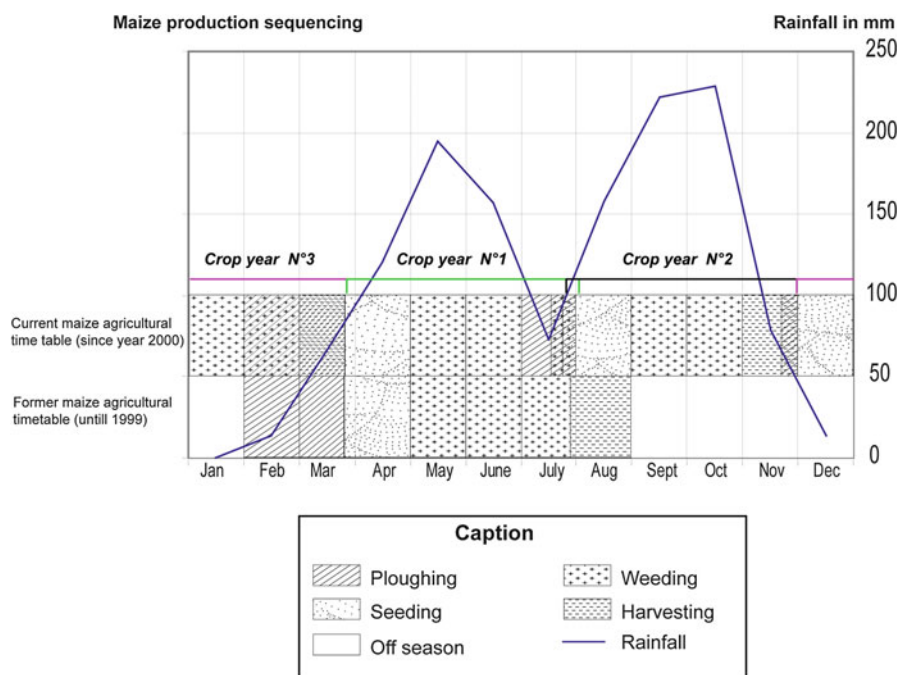 Maize production sequencing
Rainfall in mm
250
200
150
100
50
0
Crop year N°3
Crop year N°1
Crop year N°2
Current maize agricultural
time table (since year 2000)
Former maize agricultural
timetable (untill 1999)
Jan Feb Mar Apr May June July Aug Sept Oct Nov Dec
Caption
Ploughing
Weeding
Seeding
Harvesting
Off season
Rainfall